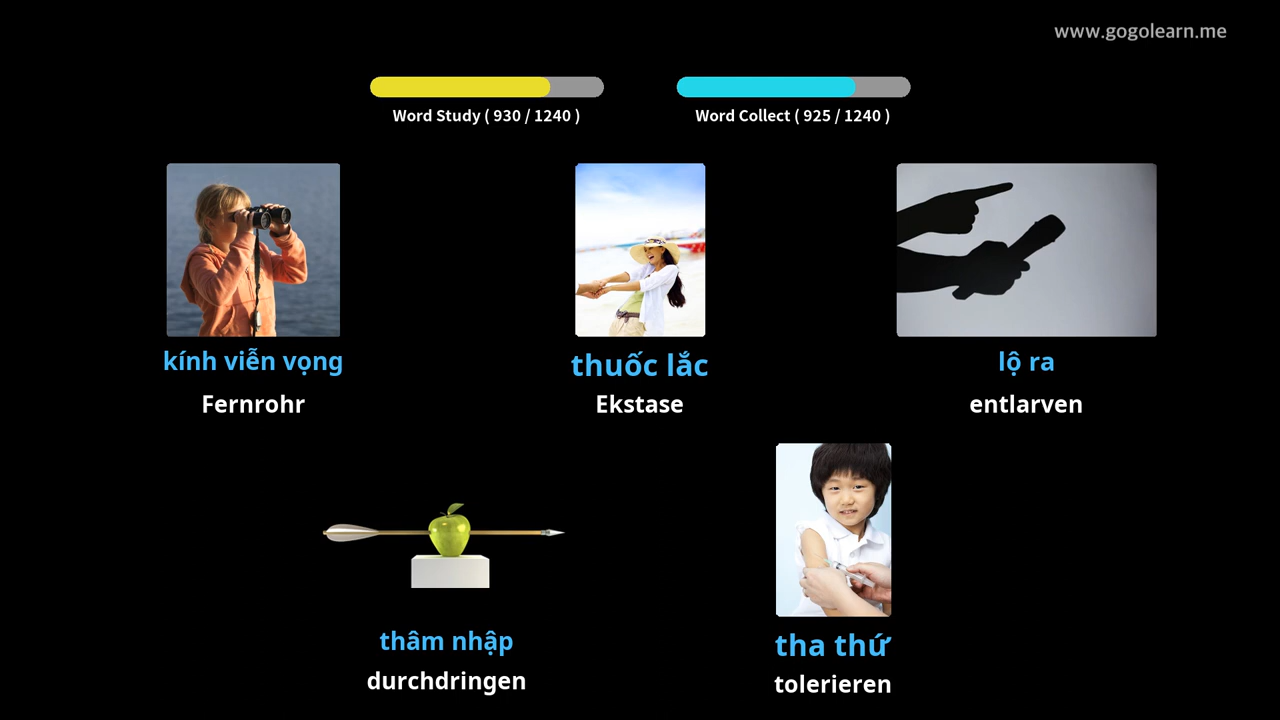 www.gogolearn.me
Word Study ( 930 / 1240 )
Word Collect ( 925 / 1240 )
kính viễn vọng
Fernrohr
thuốc lắc
Ekstase
lộ ra
entlarven
thâm nhập
durchdringen
tha thứ
tolerieren